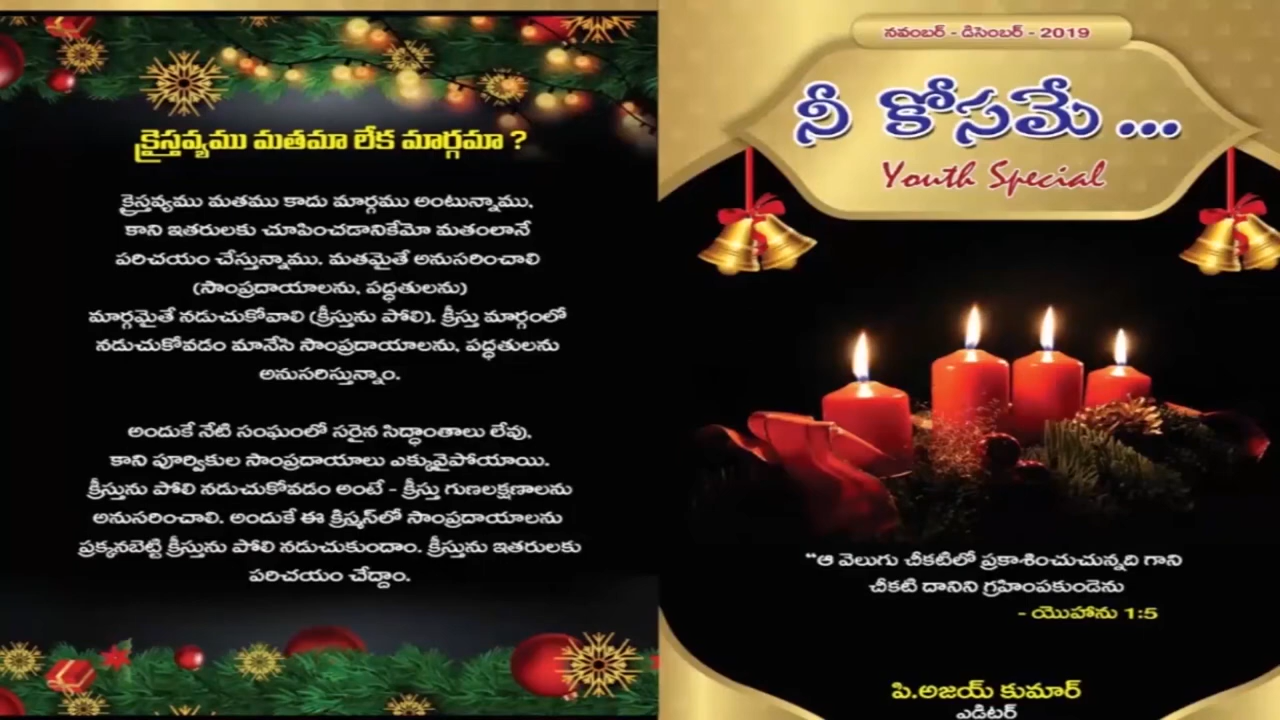 క్రైస్తవ్యము మతమా లేక మార్గమా ?
క్రైస్తవ్యము మతము కాదు మార్గము అంటున్నాము,
కాని ఇతరులకు చూపించడానికేమో మతంలానే
పరిచయం చేస్తున్నాము. మతమైతే అనుసరించాలి
(సాంప్రదాయాలను, పద్ధతులను)
మార్గమైతే నడుచుకోవాలి (క్రీస్తును పోలి). క్రీస్తు మార్గంలో
నడుచుకోవడం మానేసి సాంప్రదాయాలను, పద్ధతులను
అనుసరిస్తున్నాం.
అందుకే నేటి సంఘంలో సరైన సిద్ధాంతాలు లేవు,
కాని పూర్వికుల సాంప్రదాయాలు ఎక్కువైపోయాయి.
క్రీస్తును పోలి నడుచుకోవడం అంటే - క్రీస్తు గుణలక్షణాలను
అనుసరించాలి. అందుకే ఈ క్రిస్మస్‌లో సాంప్రదాయాలను
ప్రక్కనబెట్టి క్రీస్తును పోలి నడుచుకుందాం. క్రీస్తును ఇతరులకు
పరిచయం చేద్దాం.
నవంబర్ - డిసెంబర్ - 2019
నీ కోసమే...
Youth Special
“ఆ వెలుగు చీకటిలో ప్రకాశించుచున్నది గాని
చీకటి దానిని గ్రహింపకుండెను
- యొహాను 1:5
పి.అజయ్ కుమార్
ఎడిటర్